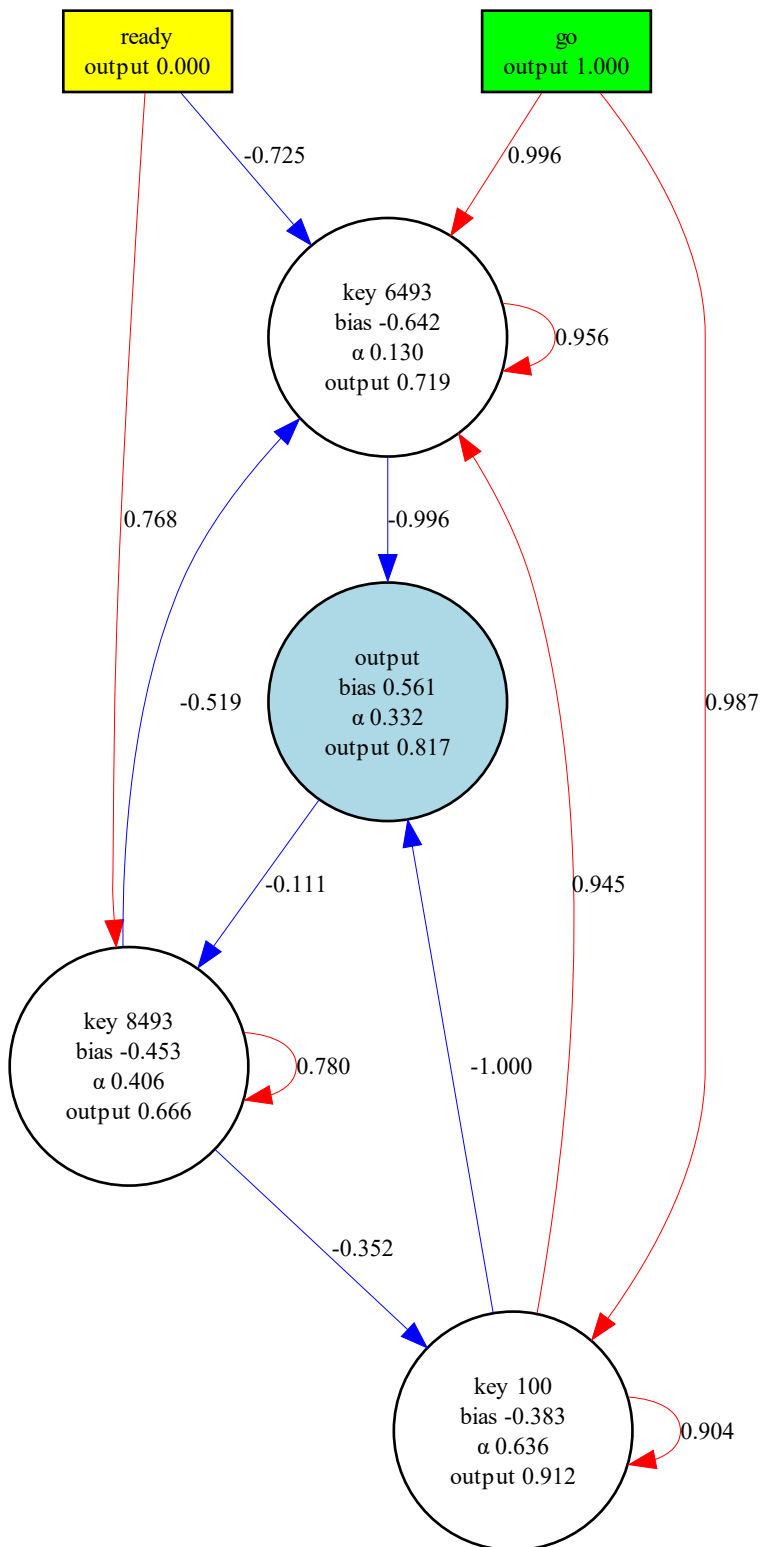 ready
output 0.000
go
output 1.000
-0.725
0.996
key 6493
bias -0.642
α 0.130
output 0.719
0.956
0.768
-0.996
-0.519
output
bias 0.561
α 0.332
output 0.817
0.987
-0.111
0.945
key 8493
bias -0.453
α 0.406
output 0.666
0.780
-1.000
-0.352
key 100
bias -0.383
α 0.636
output 0.912
0.904